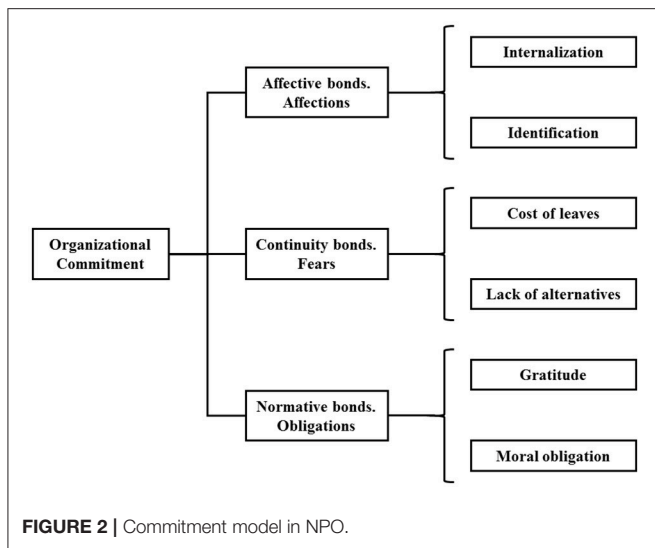 Internalization
Affective bonds.
Affections
Identification
Cost of leaves
Organizational
Commitment
Continuity bonds.
Fears
Lack of alternatives
Gratitude
Normative bonds.
Obligations
Moral obligation
FIGURE 2 | Commitment model in NPO.